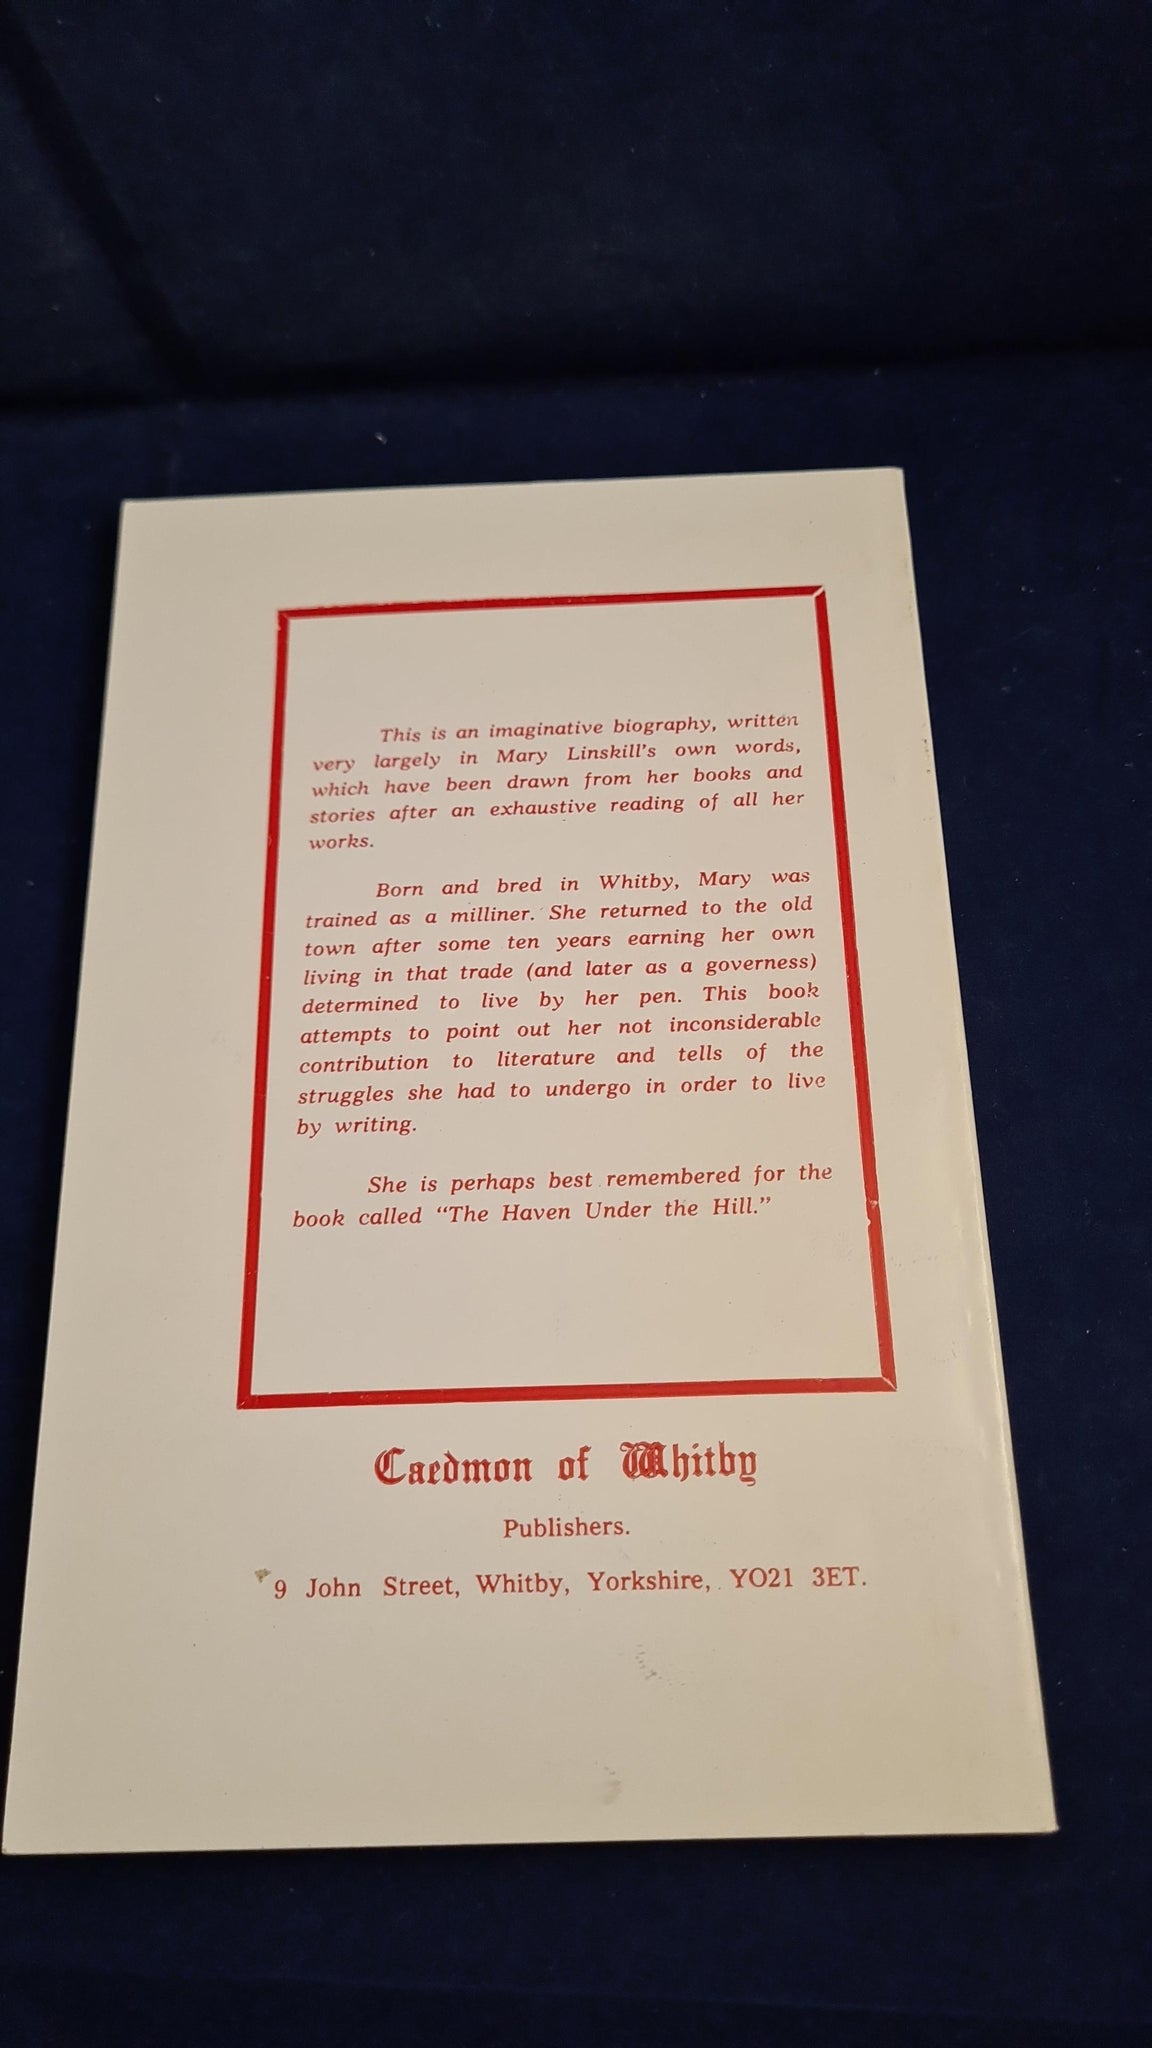 This is an imaginative biography, written
very largely in Mary Linskill's own words,
which have been drawn from her books and
stories after an exhaustive reading of all her
works.
Born and bred in Whitby, Mary was
trained as a milliner. She returned to the old
town after some ten years earning her own
living in that trade (and later as a governess)
determined to live by her pen. This book
attempts to point out her not inconsiderable
contribution to literature and tells of the
struggles she had to undergo in order to live
by writing.
She is perhaps best remembered for the
book called “The Haven Under the Hill.”
Caedmon of Whitby
Publishers.
9 John Street, Whitby, Yorkshire, YO21 3ET.